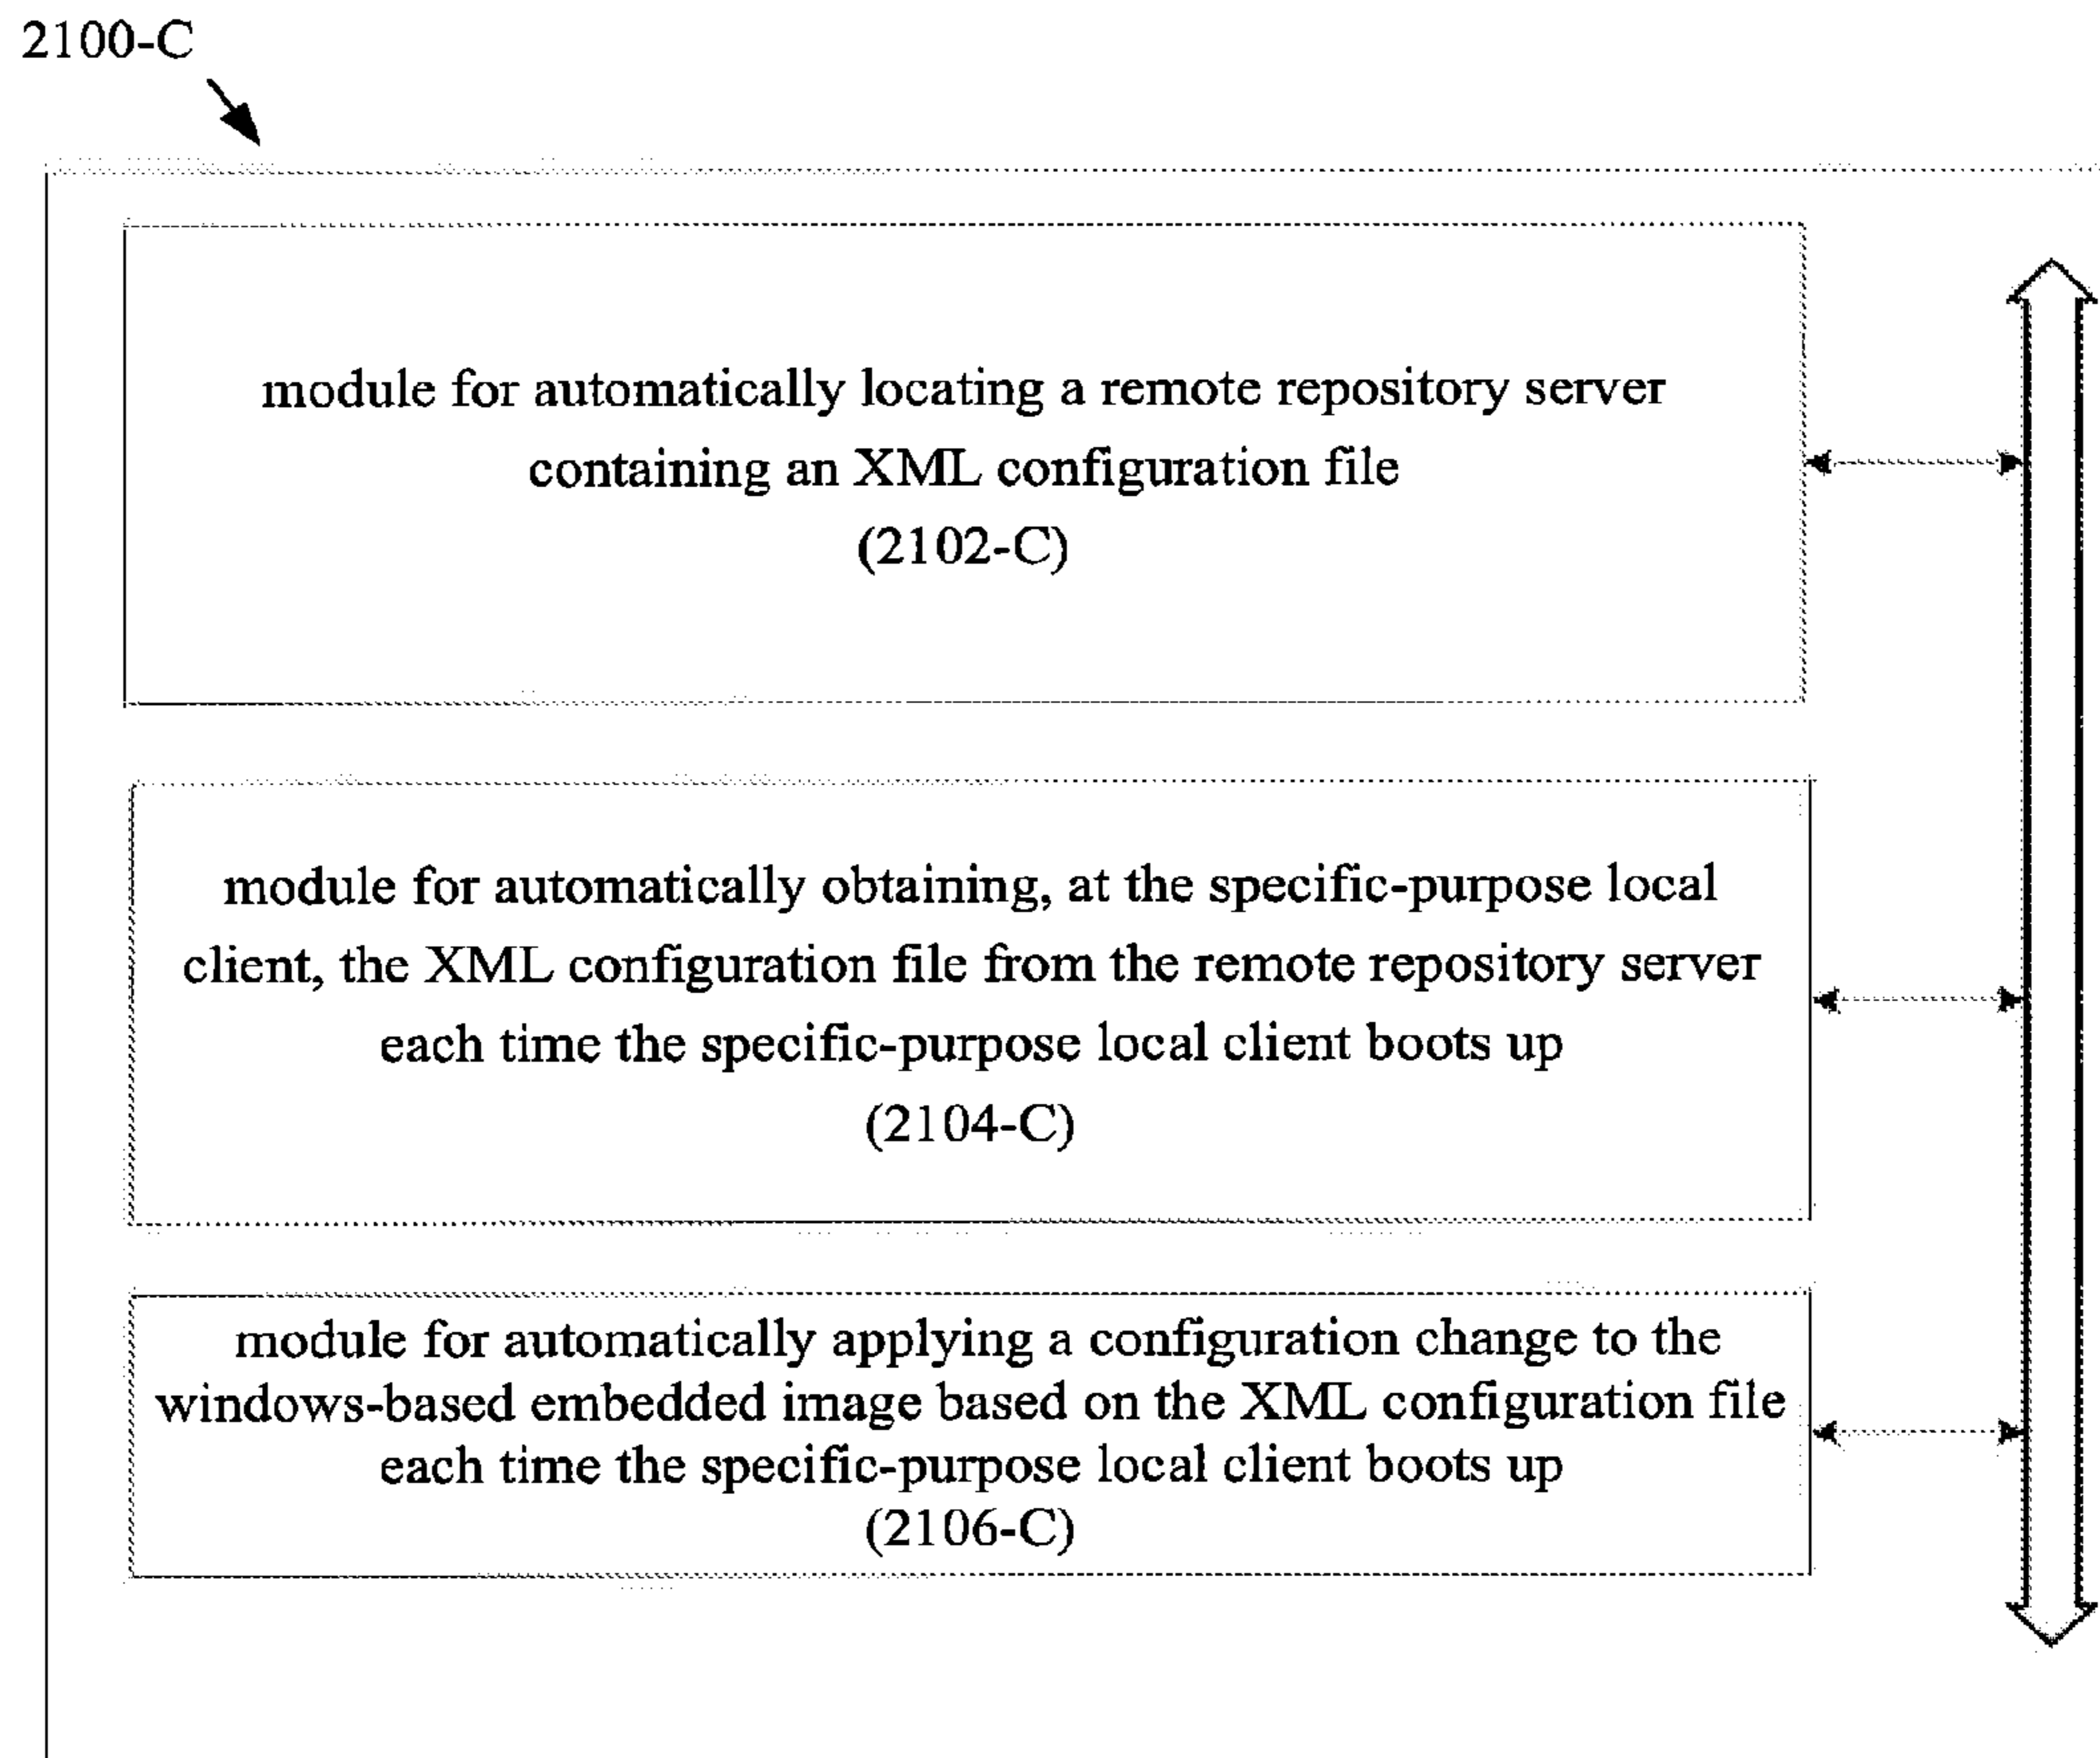 2100-C
module for automatically locating a remote repository server
containing an XML configuration file
(2102-C)
module for automatically obtaining, at the specific-purpose local
client, the XML configuration file from the remote repository server
each time the specific-purpose local client boots up
(2104-C)
module for automatically applying a configuration change to the
windows-based embedded image based on the XML configuration file
each time the specific-purpose local client boots up
(2106-C)